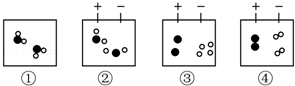 + − + − + −
① ② ③ ④